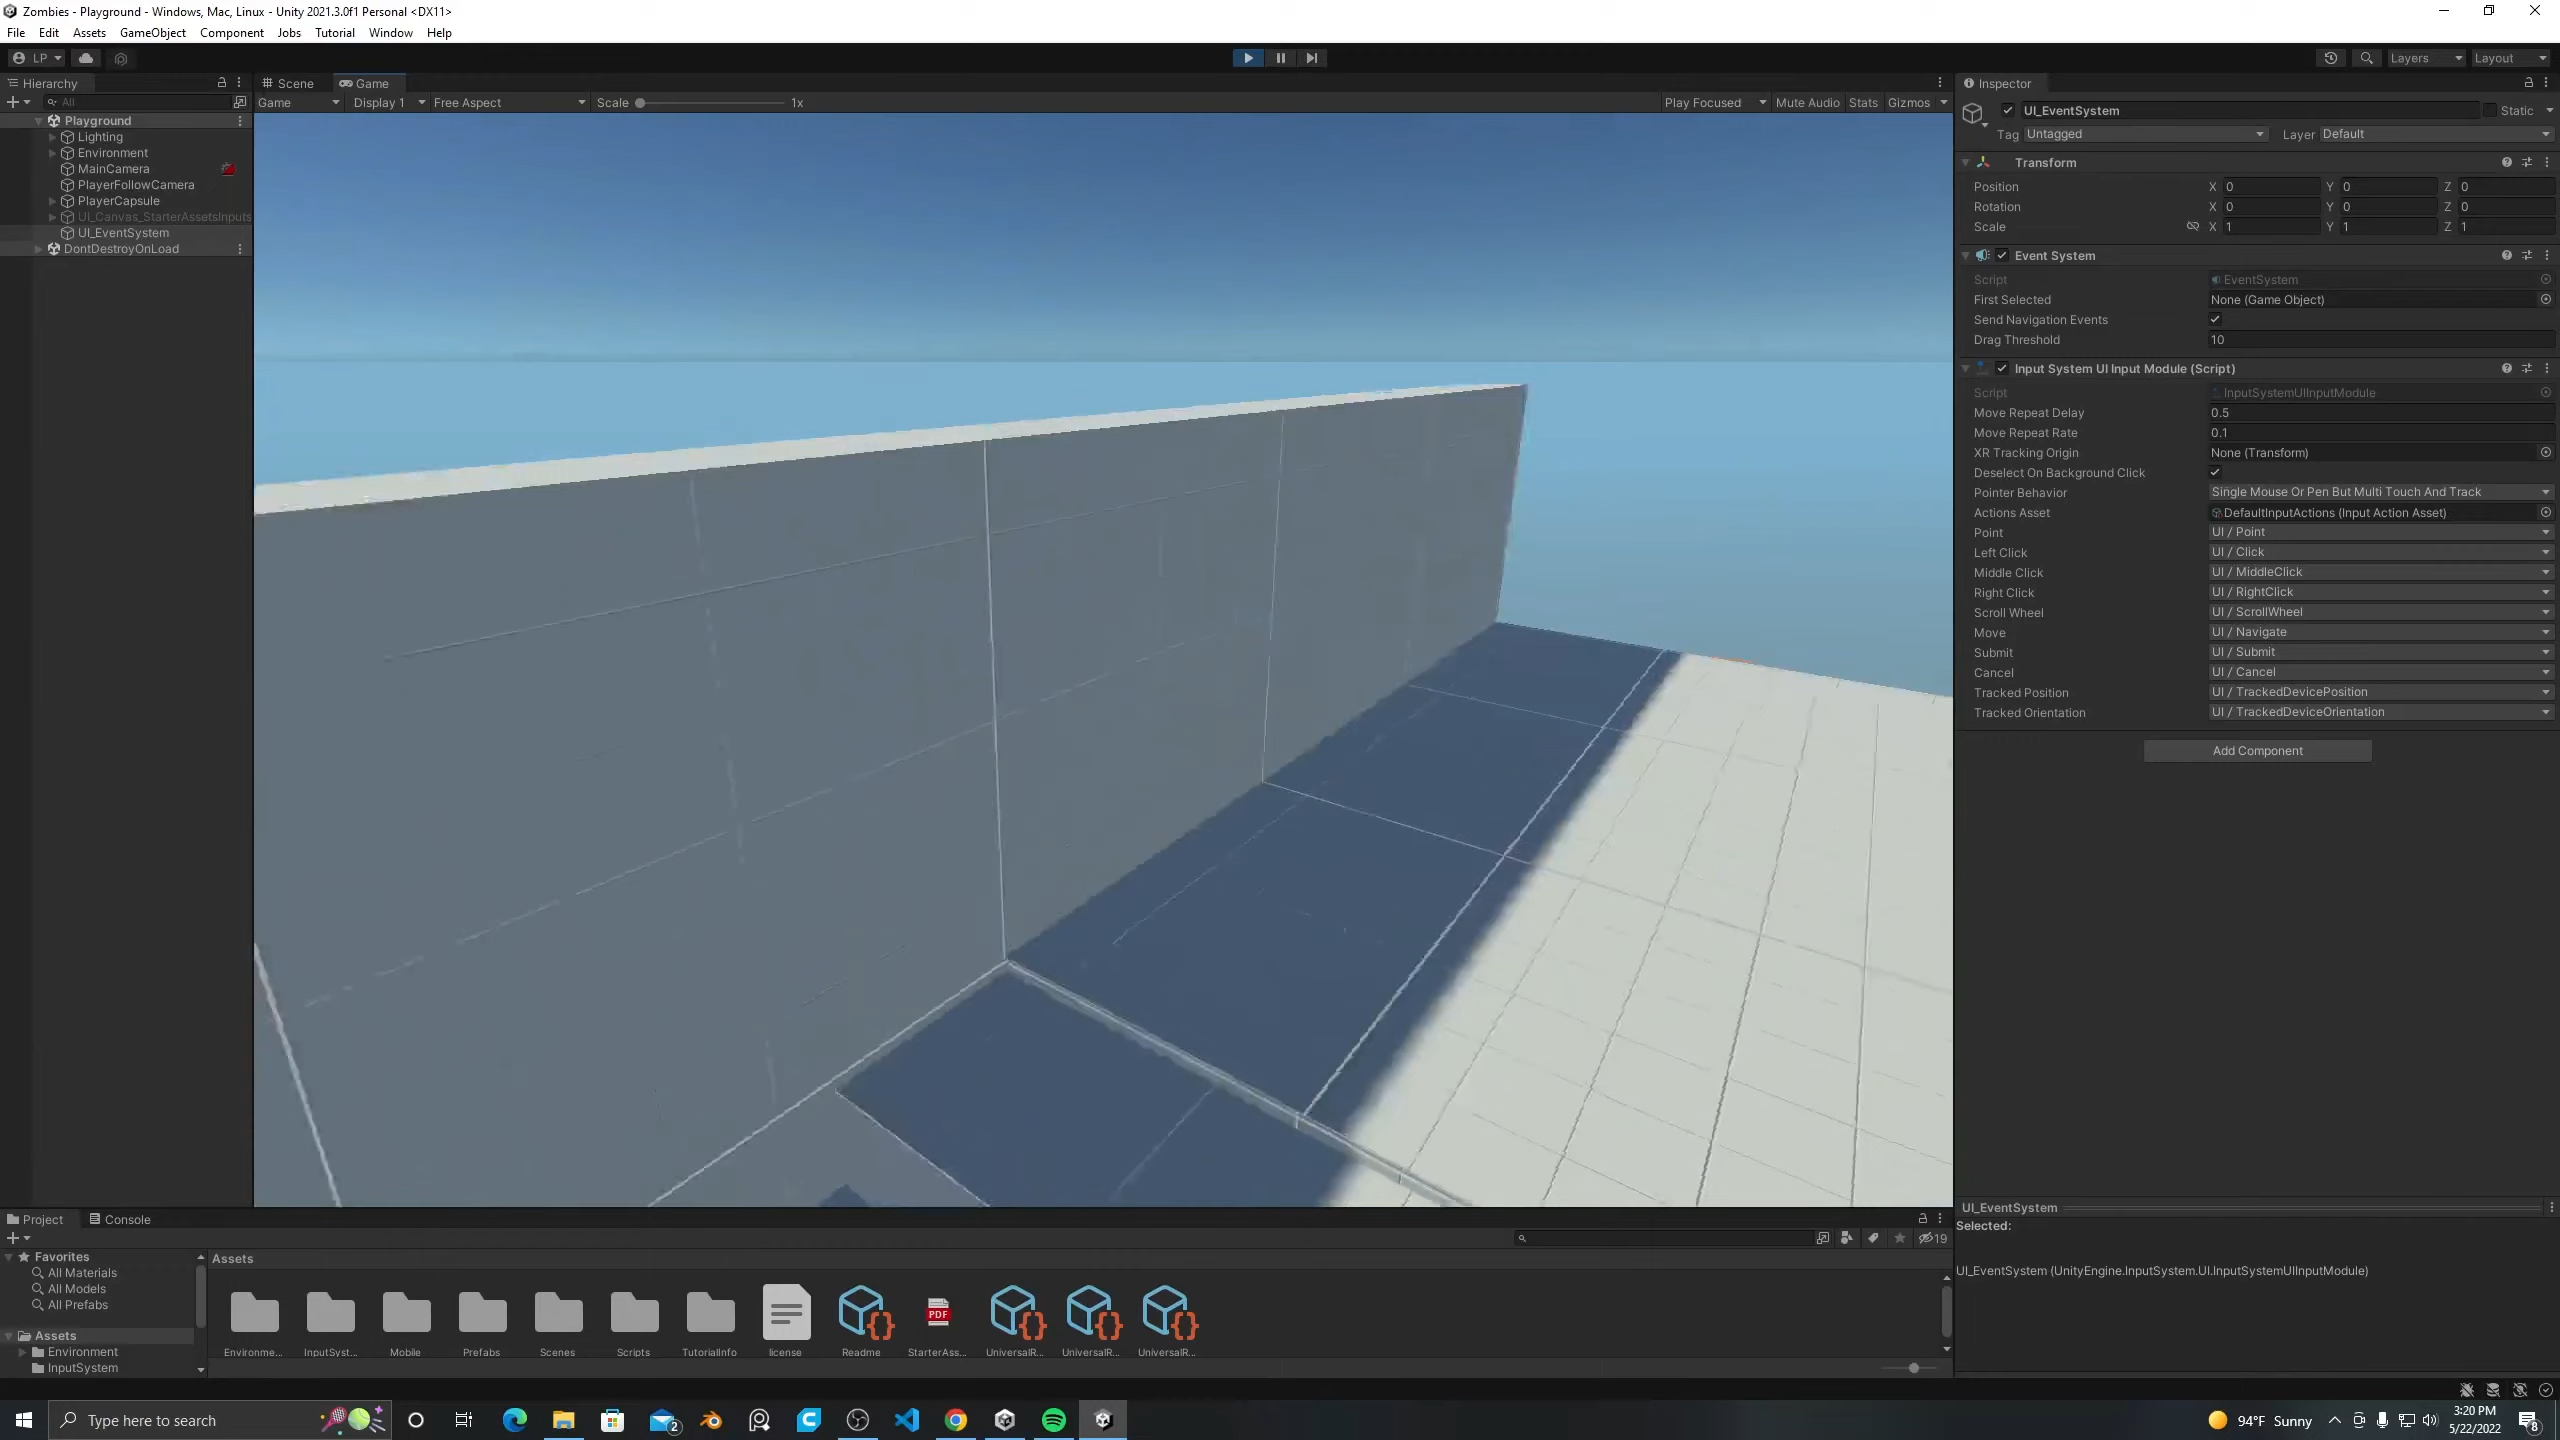 Zombies - Playground - Windows, Mac, Linux - Unity 2021.3.0f1 Personal <DX11>
File Edit Assets GameObject Component Jobs Tutorial Window Help
LP Layers Layout
Hierarchy
All
Playground
Lighting
Environment
MainCamera
PlayerFollowCamera
PlayerCapsule
UI_Canvas_StarterAssetsInputs
UI_EventSystem
DontDestroyOnLoad
Scene Game
Game Display 1 Free Aspect Scale 1x Play Focused Mute Audio Stats Gizmos
Inspector
UI_EventSystem Static
Tag Untagged Layer Default
Transform
Position X 0 Y 0 Z 0
Rotation X 0 Y 0 Z 0
Scale X 1 Y 1 Z 1
Event System
Script EventSystem
First Selected None (Game Object)
Send Navigation Events
Drag Threshold 10
Input System UI Input Module (Script)
Script InputSystemUIInputModule
Move Repeat Delay 0.5
Move Repeat Rate 0.1
XR Tracking Origin None (Transform)
Deselect On Background Click
Pointer Behavior Single Mouse Or Pen But Multi Touch And Track
Actions Asset DefaultInputActions (Input Action Asset)
Point UI / Point
Left Click UI / Click
Middle Click UI / MiddleClick
Right Click UI / RightClick
Scroll Wheel UI / ScrollWheel
Move UI / Navigate
Submit UI / Submit
Cancel UI / Cancel
Tracked Position UI / TrackedDevicePosition
Tracked Orientation UI / TrackedDeviceOrientation
Add Component
UI_EventSystem
Selected:
UI_EventSystem (UnityEngine.InputSystem.UI.InputSystemUIInputModule)
Project Console
19
Favorites
All Materials
All Models
All Prefabs
Assets
Environment
InputSystem
Assets
PDF
Environme... InputSyst... Mobile Prefabs Scenes Scripts TutorialInfo license Readme StarterAss... UniversalR... UniversalR... UniversalR...
Type here to search
2
94°F Sunny
3:20 PM
5/22/2022
8